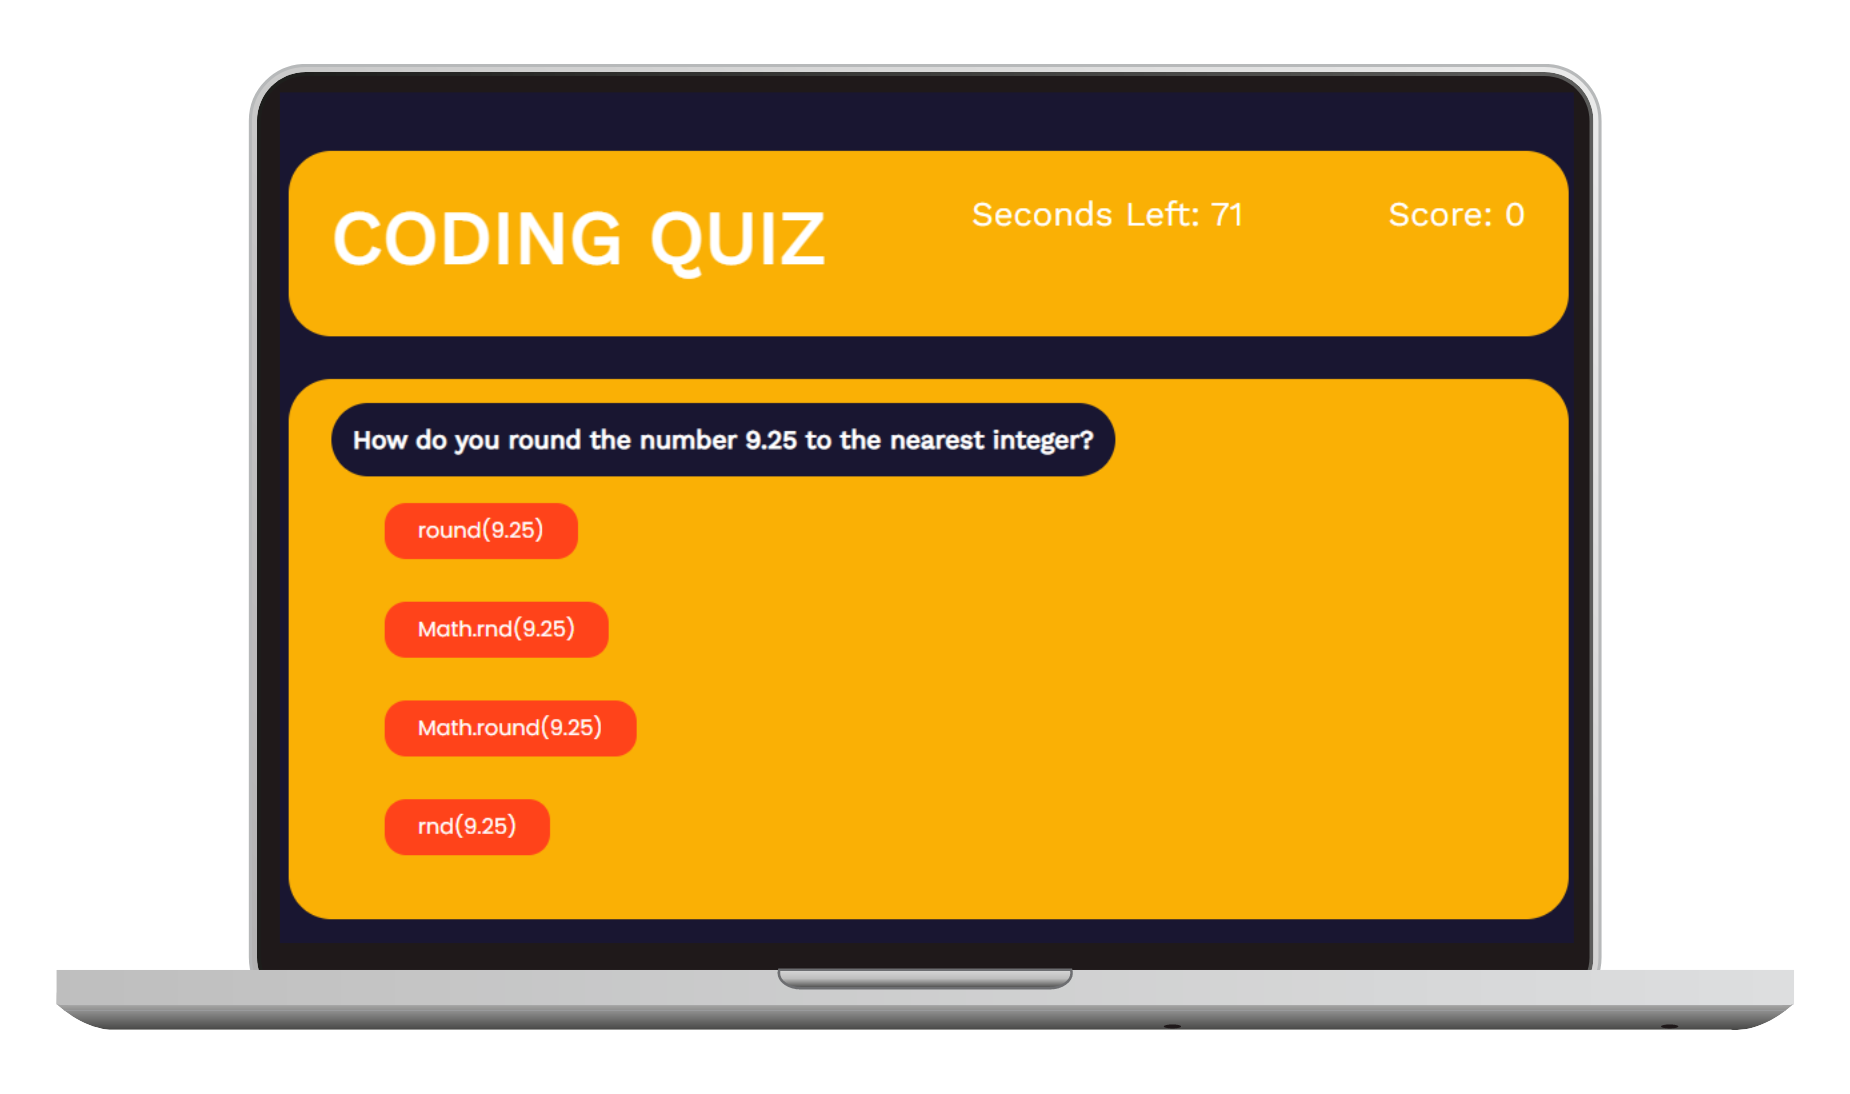 CODING QUIZ
Seconds Left: 71
Score: 0
How do you round the number 9.25 to the nearest integer?
round(9.25)
Math.rnd(9.25)
Math.round(9.25)
rnd(9.25)